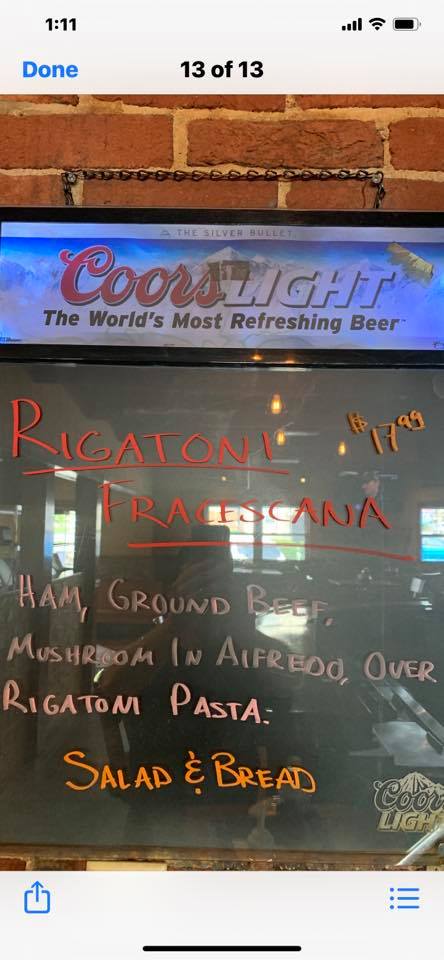 1:11
Done
13 of 13
THE SILVER BULLET
Coors LIGHT
The World's Most Refreshing Beer
RIGATONI
$17.99
FRACESCANA
HAM, GROUND BEEF,
MUSHROOM IN ALFREDO, OVER
RIGATONI PASTA.
SALAD & BREAD
Coors
LIGHT